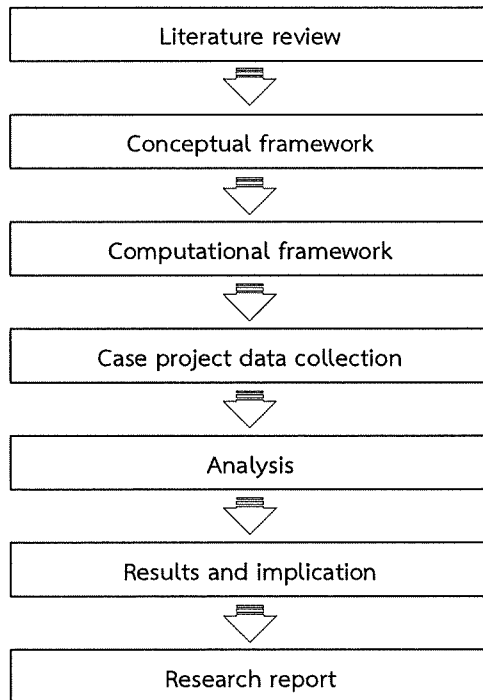 Literature review
Conceptual framework
Computational framework
Case project data collection
Analysis
Results and implication
Research report